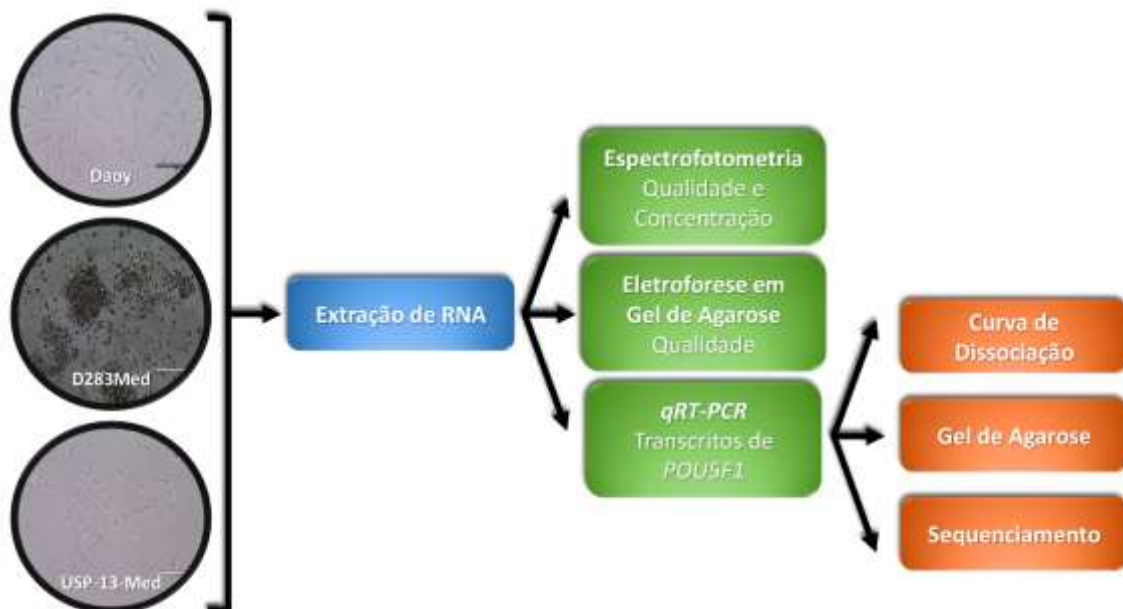 Daoy
D283Med
USP-13-Med
Extração de RNA
Espectrofotometria
Qualidade e
Concentração
Eletroforese em
Gel de Agarose
Qualidade
qRT-PCR
Transcritos de
POU5F1
Curva de
Dissociação
Gel de Agarose
Sequenciamento